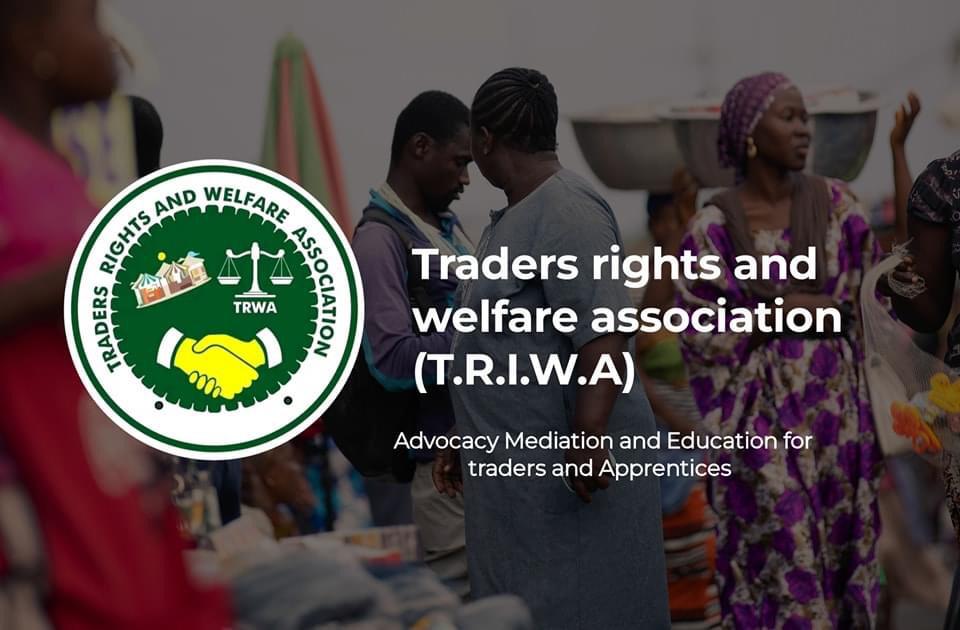 TRADERS RIGHTS AND WELFARE ASSOCIATION
TRWA
Traders rights and
welfare association
(T.R.I.W.A)
Advocacy Mediation and Education for
traders and Apprentices